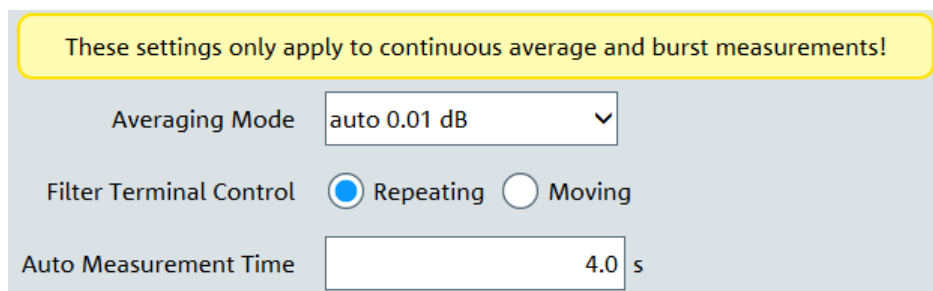 These settings only apply to continuous average and burst measurements!
Averaging Mode auto 0.01 dB
Filter Terminal Control Repeating Moving
Auto Measurement Time 4.0 s